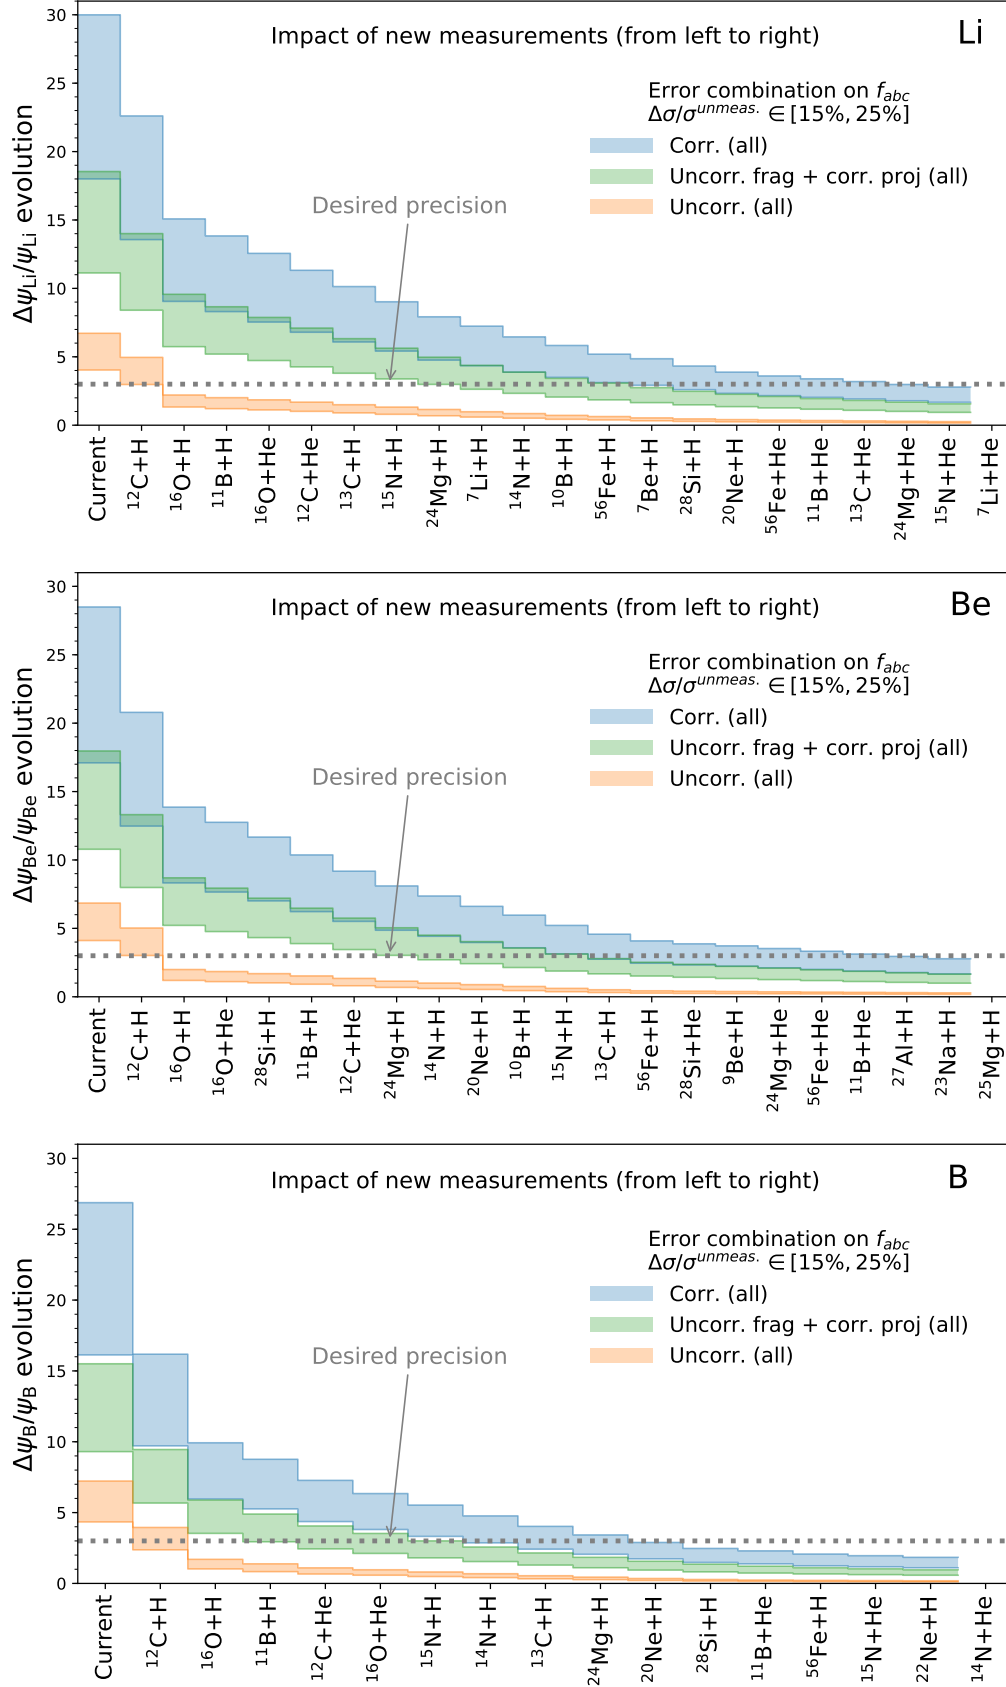 Impact of new measurements (from left to right)
Li
Error combination on f_abc
Δσ/σ^unmeas. ∈ [15%, 25%]
Corr. (all)
Uncorr. frag + corr. proj (all)
Uncorr. (all)
Desired precision
Δψ_Li/ψ_Li evolution
30
25
20
15
10
5
0
Current
¹²C+H
¹⁶O+H
¹¹B+H
¹⁶O+He
¹²C+He
¹³C+H
¹⁵N+H
²⁴Mg+H
⁷Li+H
¹⁴N+H
¹⁰B+H
⁵⁶Fe+H
⁷Be+H
²⁸Si+H
²⁰Ne+H
⁵⁶Fe+He
¹¹B+He
¹³C+He
²⁴Mg+He
¹⁵N+He
⁷Li+He
Impact of new measurements (from left to right)
Be
Error combination on f_abc
Δσ/σ^unmeas. ∈ [15%, 25%]
Corr. (all)
Uncorr. frag + corr. proj (all)
Uncorr. (all)
Desired precision
Δψ_Be/ψ_Be evolution
30
25
20
15
10
5
0
Current
¹²C+H
¹⁶O+H
¹⁶O+He
²⁸Si+H
¹¹B+H
¹²C+He
²⁴Mg+H
¹⁴N+H
²⁰Ne+H
¹⁰B+H
¹⁵N+H
¹³C+H
⁵⁶Fe+H
²⁸Si+He
⁹Be+H
²⁴Mg+He
⁵⁶Fe+He
¹¹B+He
²⁷Al+H
²³Na+H
²⁵Mg+H
Impact of new measurements (from left to right)
B
Error combination on f_abc
Δσ/σ^unmeas. ∈ [15%, 25%]
Corr. (all)
Uncorr. frag + corr. proj (all)
Uncorr. (all)
Desired precision
Δψ_B/ψ_B evolution
30
25
20
15
10
5
0
Current
¹²C+H
¹⁶O+H
¹¹B+H
¹²C+He
¹⁶O+He
¹⁵N+H
¹⁴N+H
¹³C+H
²⁴Mg+H
²⁰Ne+H
²⁸Si+H
¹¹B+He
⁵⁶Fe+H
¹⁵N+He
²²Ne+H
¹⁴N+He